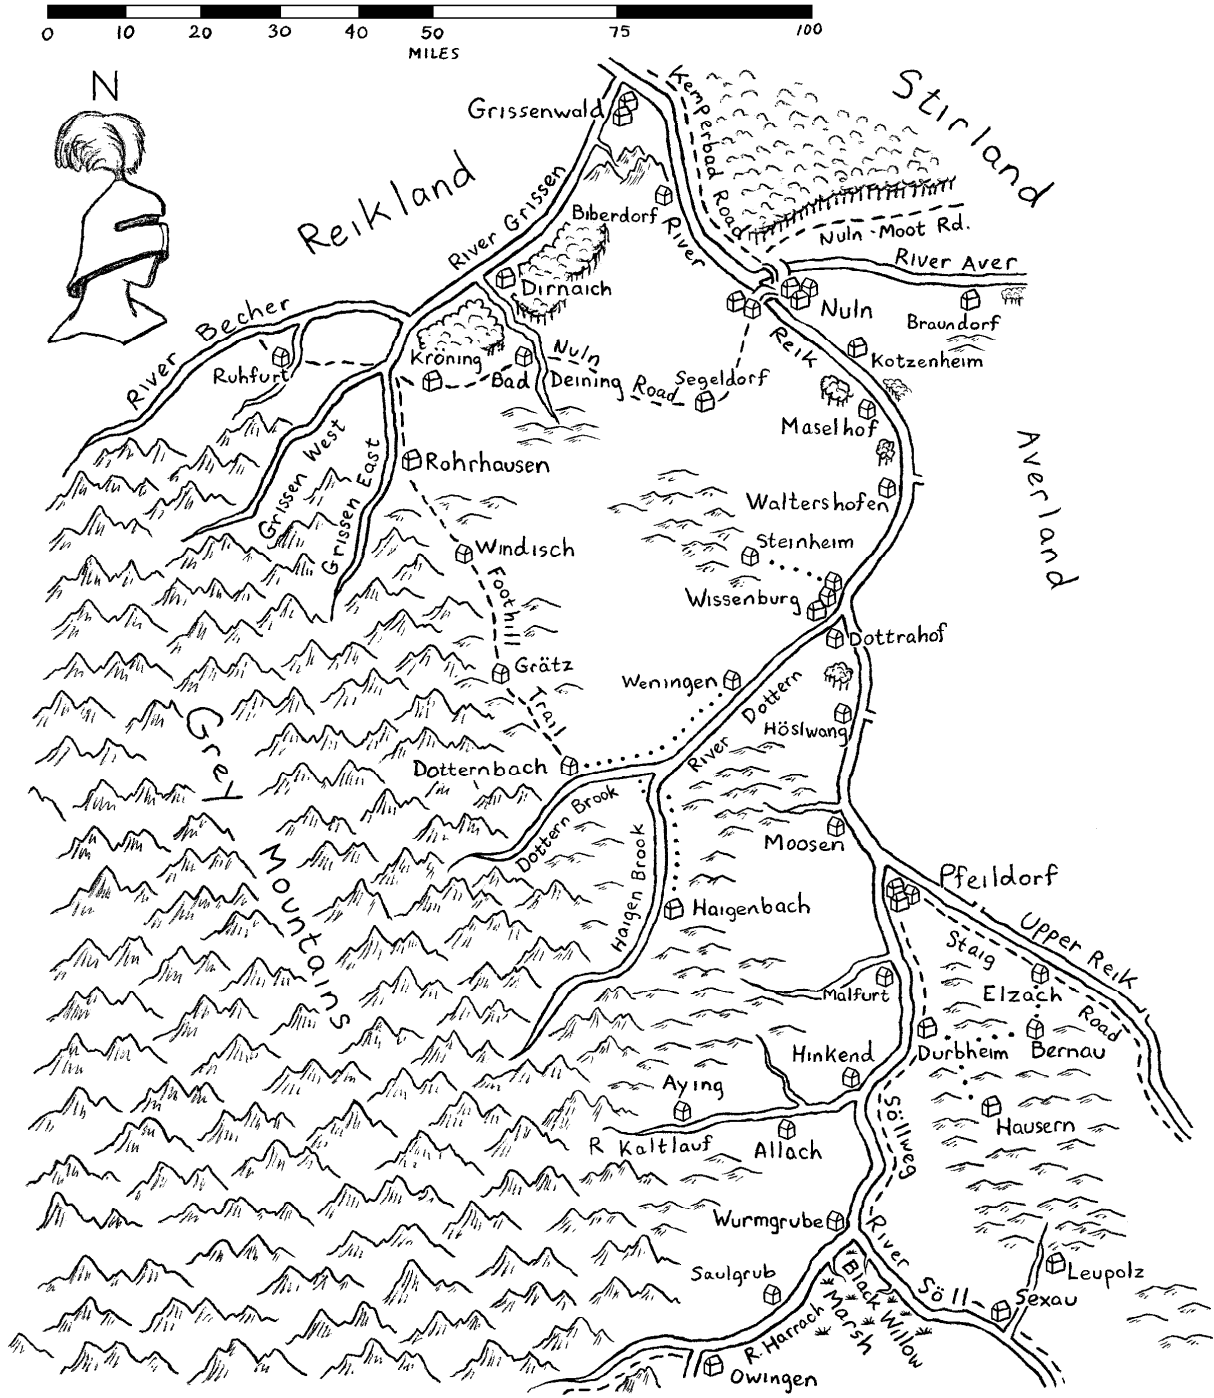 0 10 20 30 40 50 75 100
MILES
N
Grissenwald
Kemperbad Road
Stirland
Reikland
River Grissen
Biberdorf
River
Reik
Nuln-Moot Rd.
River Aver
Dirnaich
Nuln
Braundorf
River Becher
Kröning
Nuln
Road
Kotzenheim
Ruhfurt
Bad Deining
Segeldorf
Maselhof
Grissen West
Grissen East
Rohrhausen
Waltershofen
Averland
Windisch
Steinheim
Foothill
Trail
Wissenburg
Dottrahof
Grätz
Weningen
River Dottern
Höslwang
Grey Mountains
Dotternbach
Dottern Brook
Moosen
Haigen Brook
Pfeildorf
Haigenbach
Upper Reik
Staig
Road
Malfurt
Elzach
Hinkend
Durbheim
Bernau
Aying
Söllweg
Hausern
R Kaltlauf
Allach
Wurmgrube
River Söll
Saulgrub
Black Willow
Marsh
Leupolz
Sexau
R. Harrach
Owingen